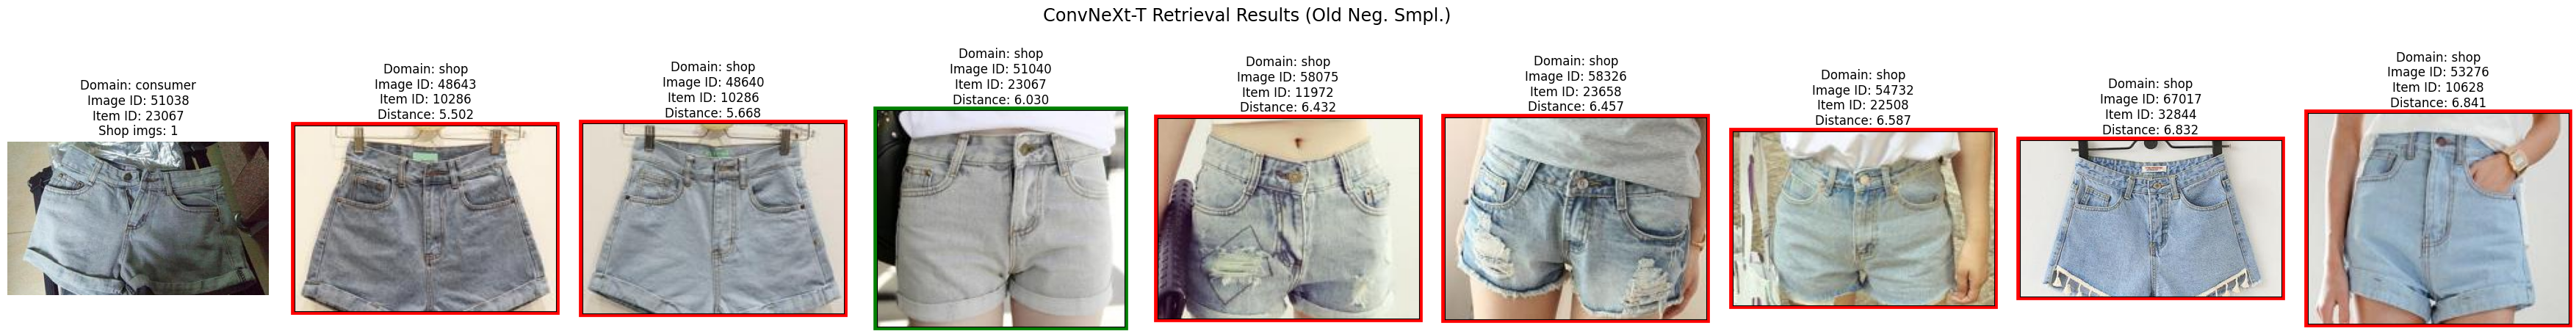 ConvNeXt-T Retrieval Results (Old Neg. Smpl.)
Domain: consumer
Image ID: 51038
Item ID: 23067
Shop imgs: 1
Domain: shop
Image ID: 48643
Item ID: 10286
Distance: 5.502
Domain: shop
Image ID: 48640
Item ID: 10286
Distance: 5.668
Domain: shop
Image ID: 51040
Item ID: 23067
Distance: 6.030
Domain: shop
Image ID: 58075
Item ID: 11972
Distance: 6.432
Domain: shop
Image ID: 58326
Item ID: 23658
Distance: 6.457
Domain: shop
Image ID: 54732
Item ID: 22508
Distance: 6.587
Domain: shop
Image ID: 67017
Item ID: 32844
Distance: 6.832
Domain: shop
Image ID: 53276
Item ID: 10628
Distance: 6.841